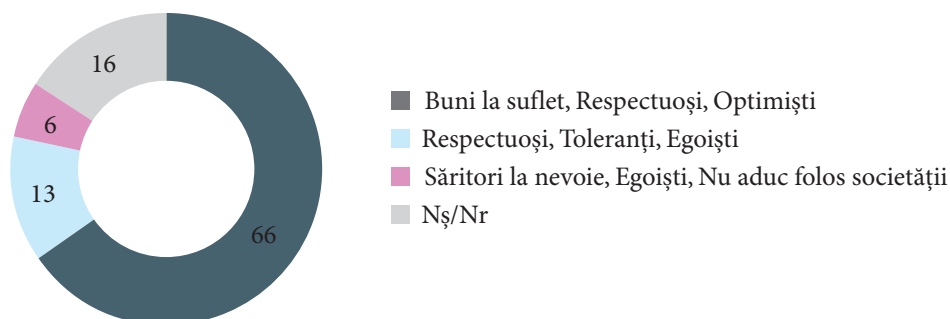 16
6
13
66
Buni la suflet, Respectuoși, Optimiști
Respectuoși, Toleranți, Egoiști
Săritori la nevoie, Egoiști, Nu aduc folos societății
Nș/Nr